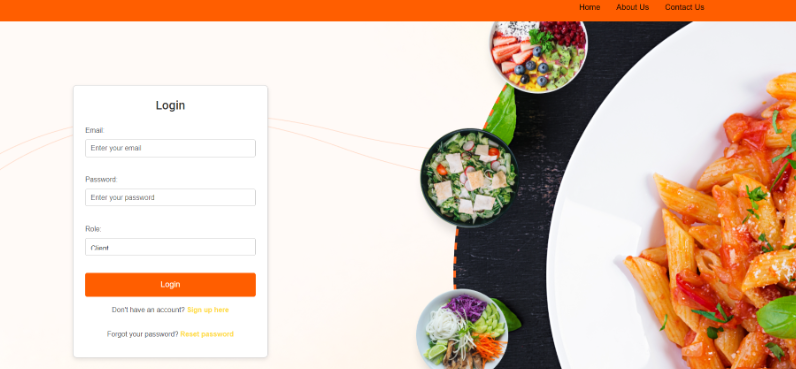 Home About Us Contact Us
Login
Email:
Enter your email
Password:
Enter your password
Role:
Client
Login
Don't have an account? Sign up here
Forgot your password? Reset password